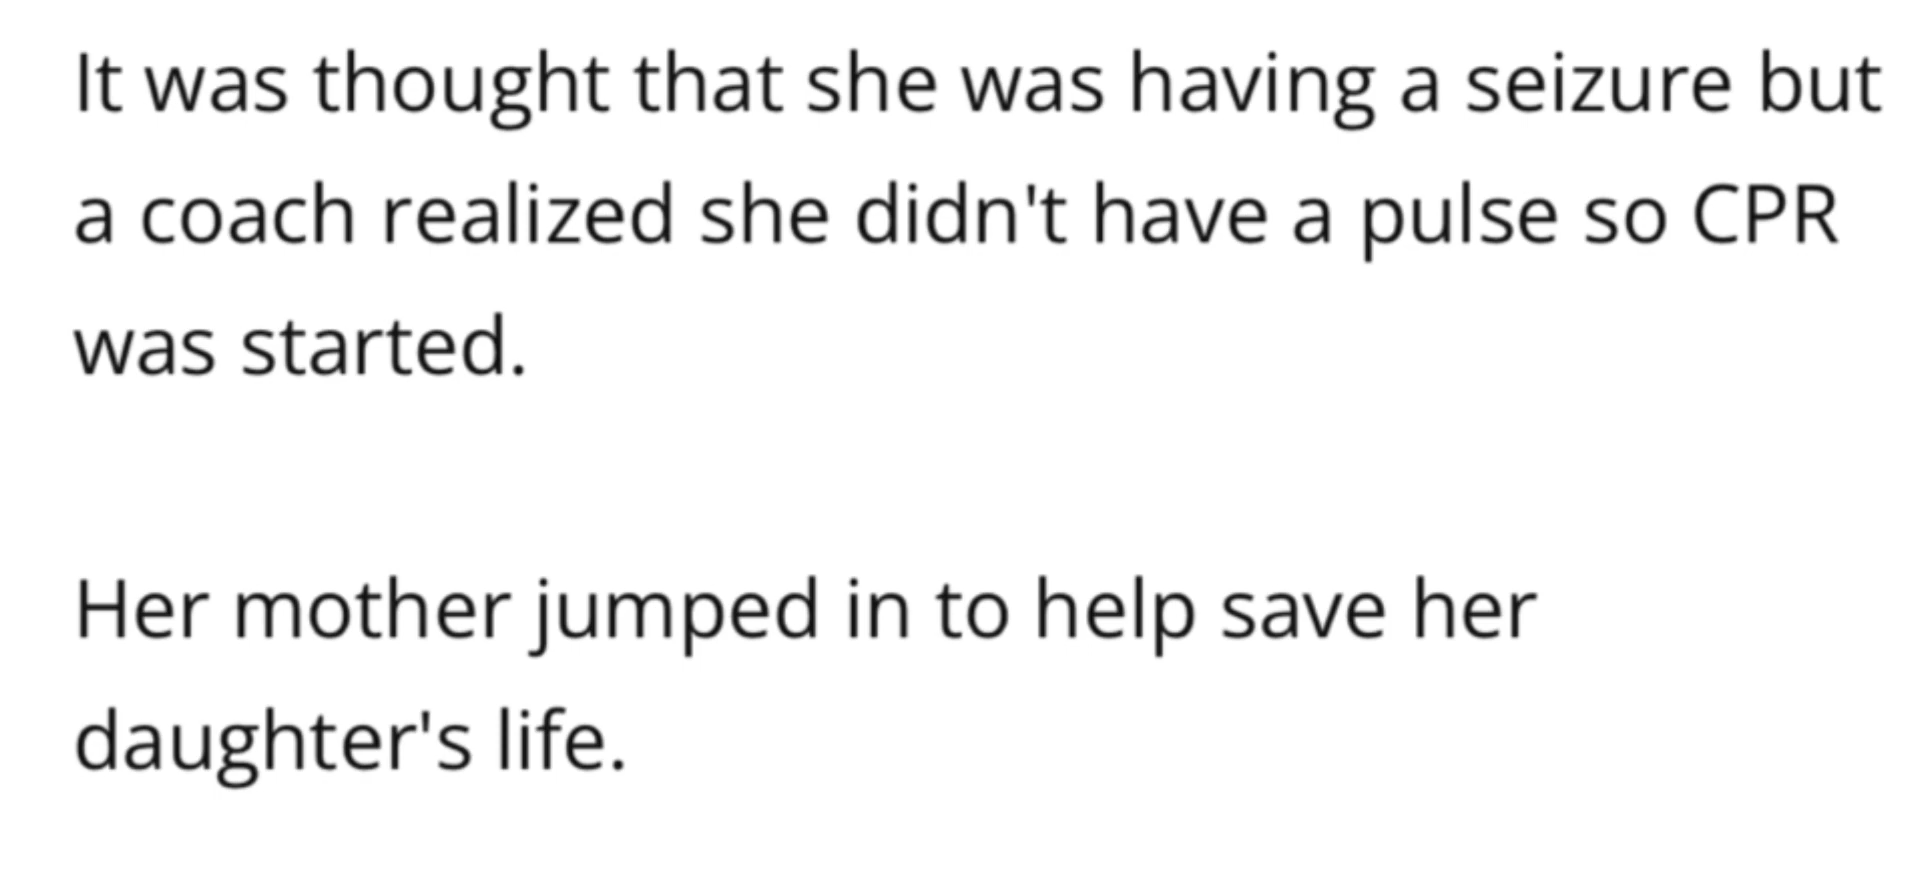 It was thought that she was having a seizure but
a coach realized she didn't have a pulse so CPR
was started.
Her mother jumped in to help save her
daughter's life.